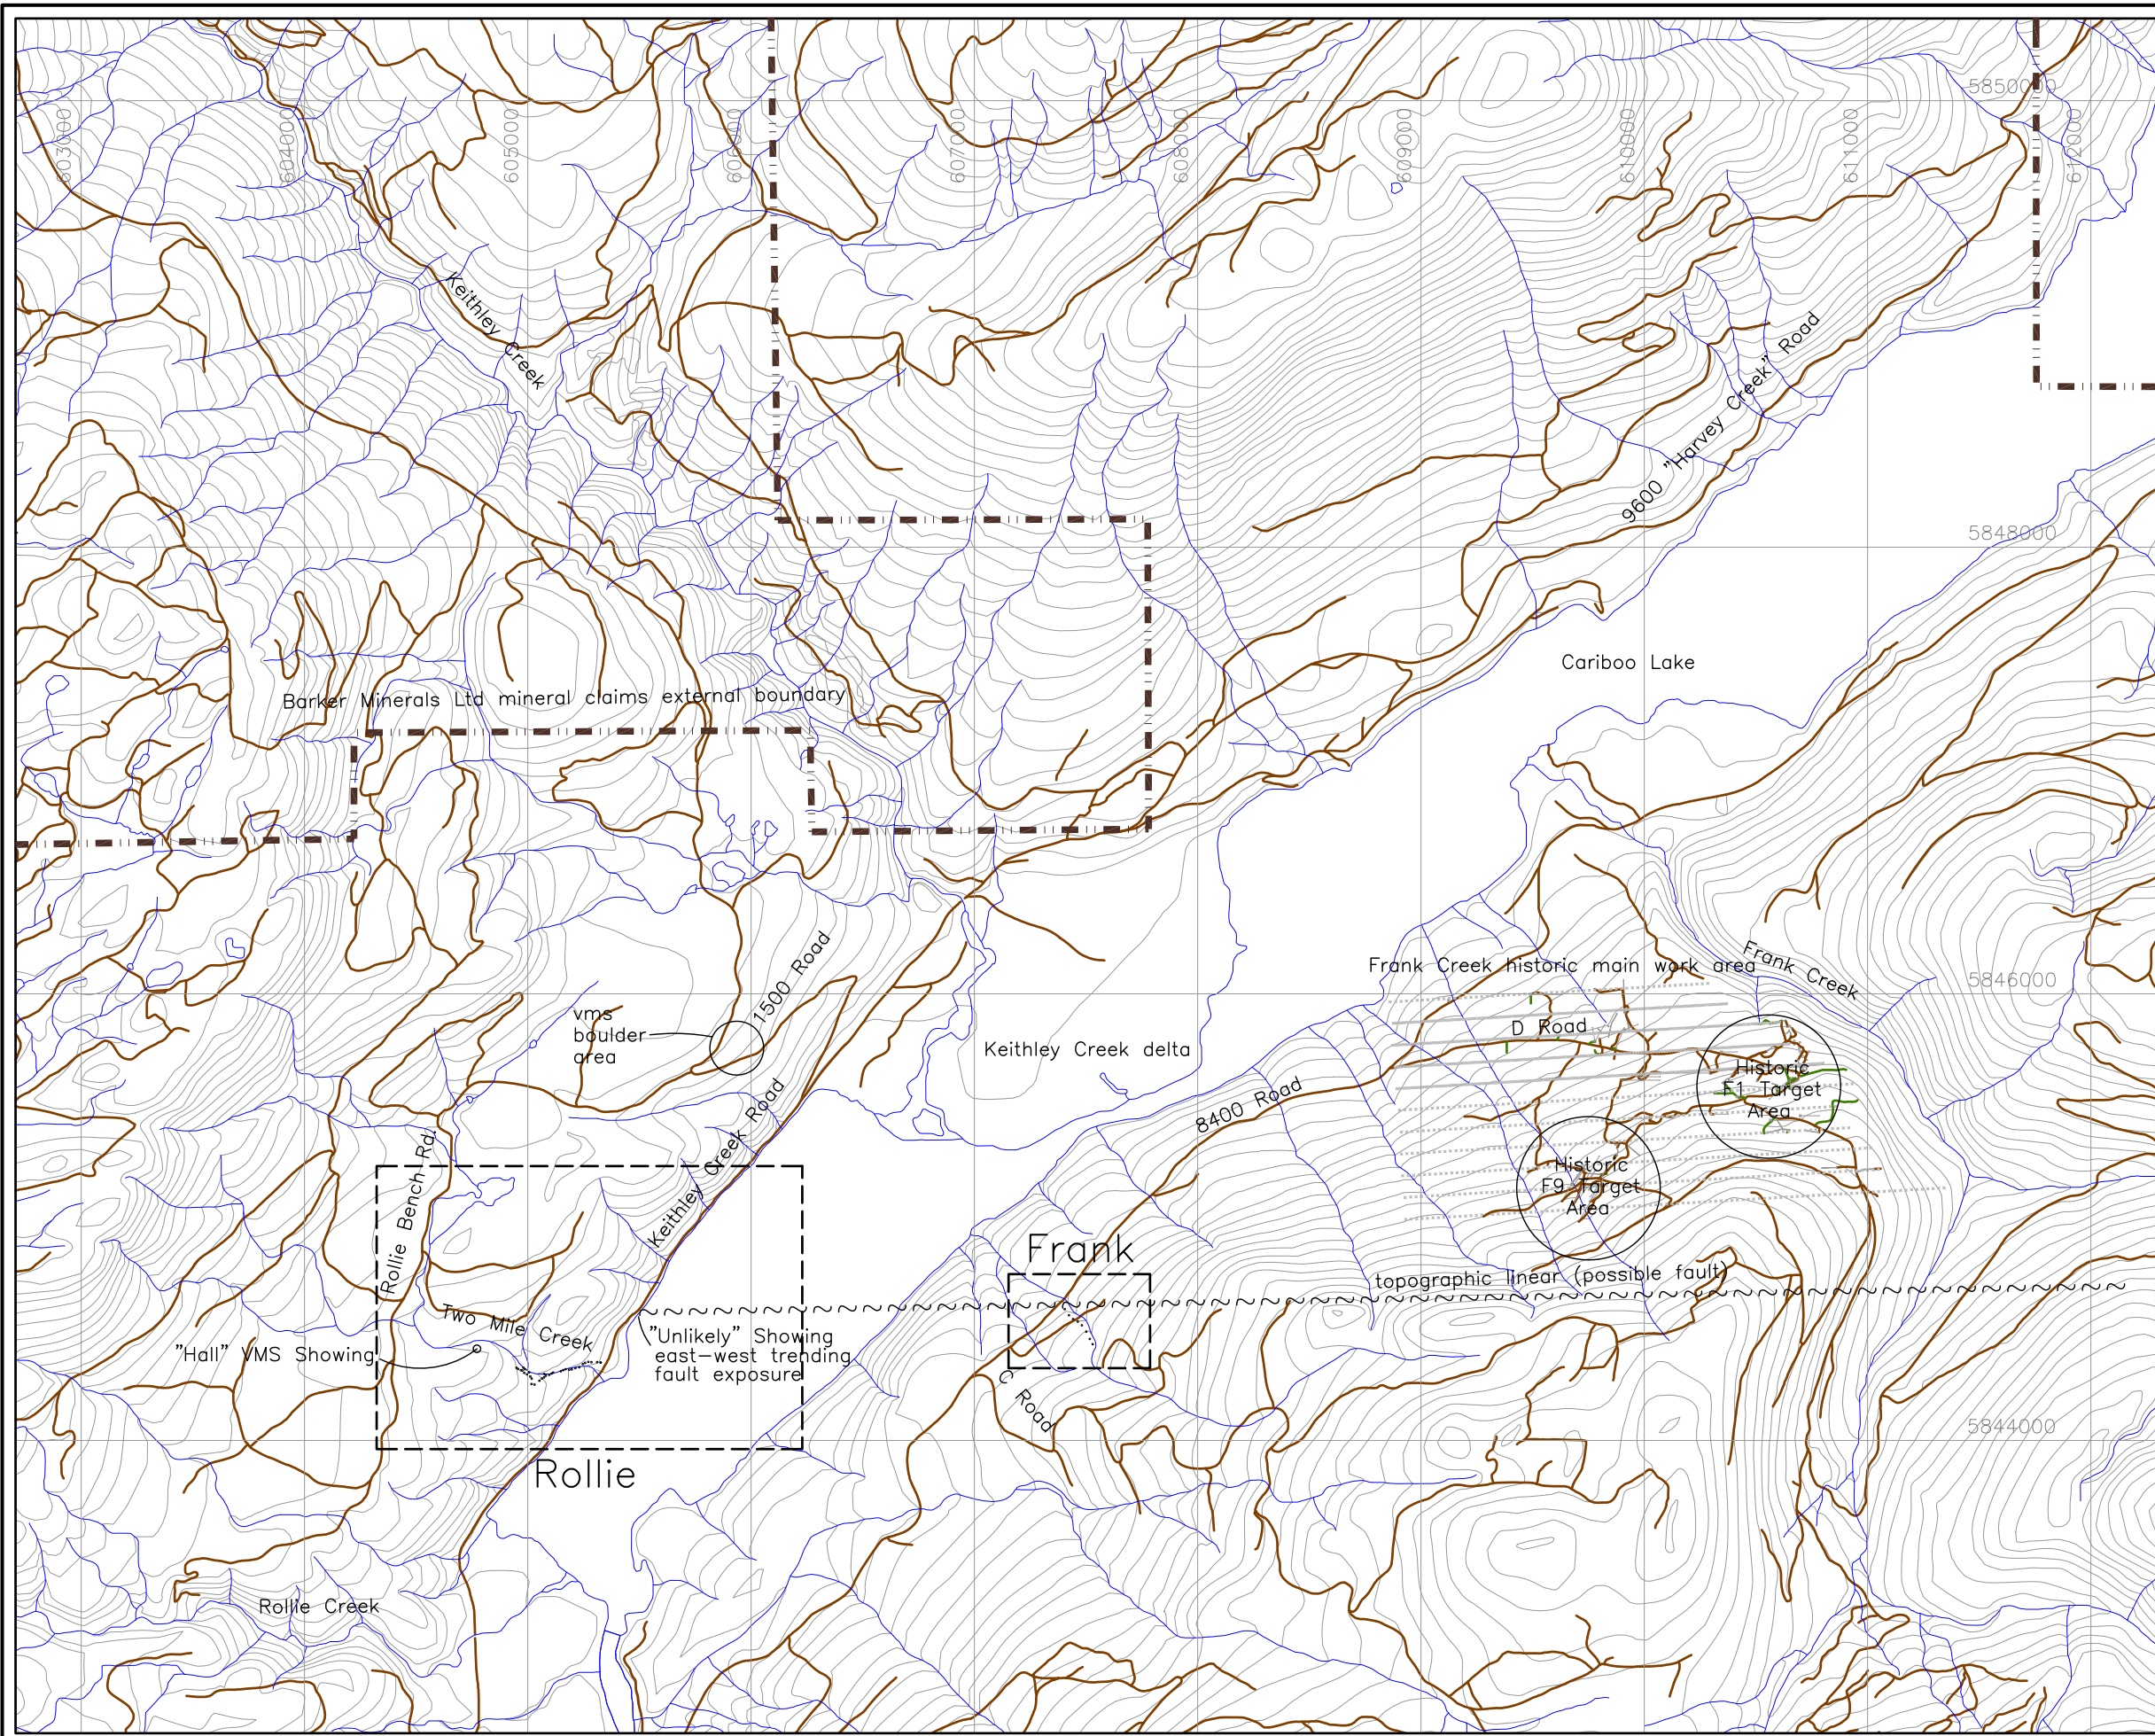 5850000
603000
604000
605000
606000
607000
608000
609000
610000
611000
612000
Keithley Creek
9600 "Harvey Creek" Road
5848000
Cariboo Lake
Barker Minerals Ltd mineral claims external boundary
1500 Road
Frank Creek historic main work area
Frank Creek
5846000
vms
boulder
area
D Road
Keithley Creek delta
Historic
F1 Target
Area
8400 Road
Keithley Creek Road
Rollie Bench Rd.
Historic
F9 Target
Area
Frank
topographic linear (possible fault)
Two Mile Creek
"Unlikely" Showing
east-west trending
fault exposure
"Hall" VMS Showing
C Road
5844000
Rollie
Rollie Creek